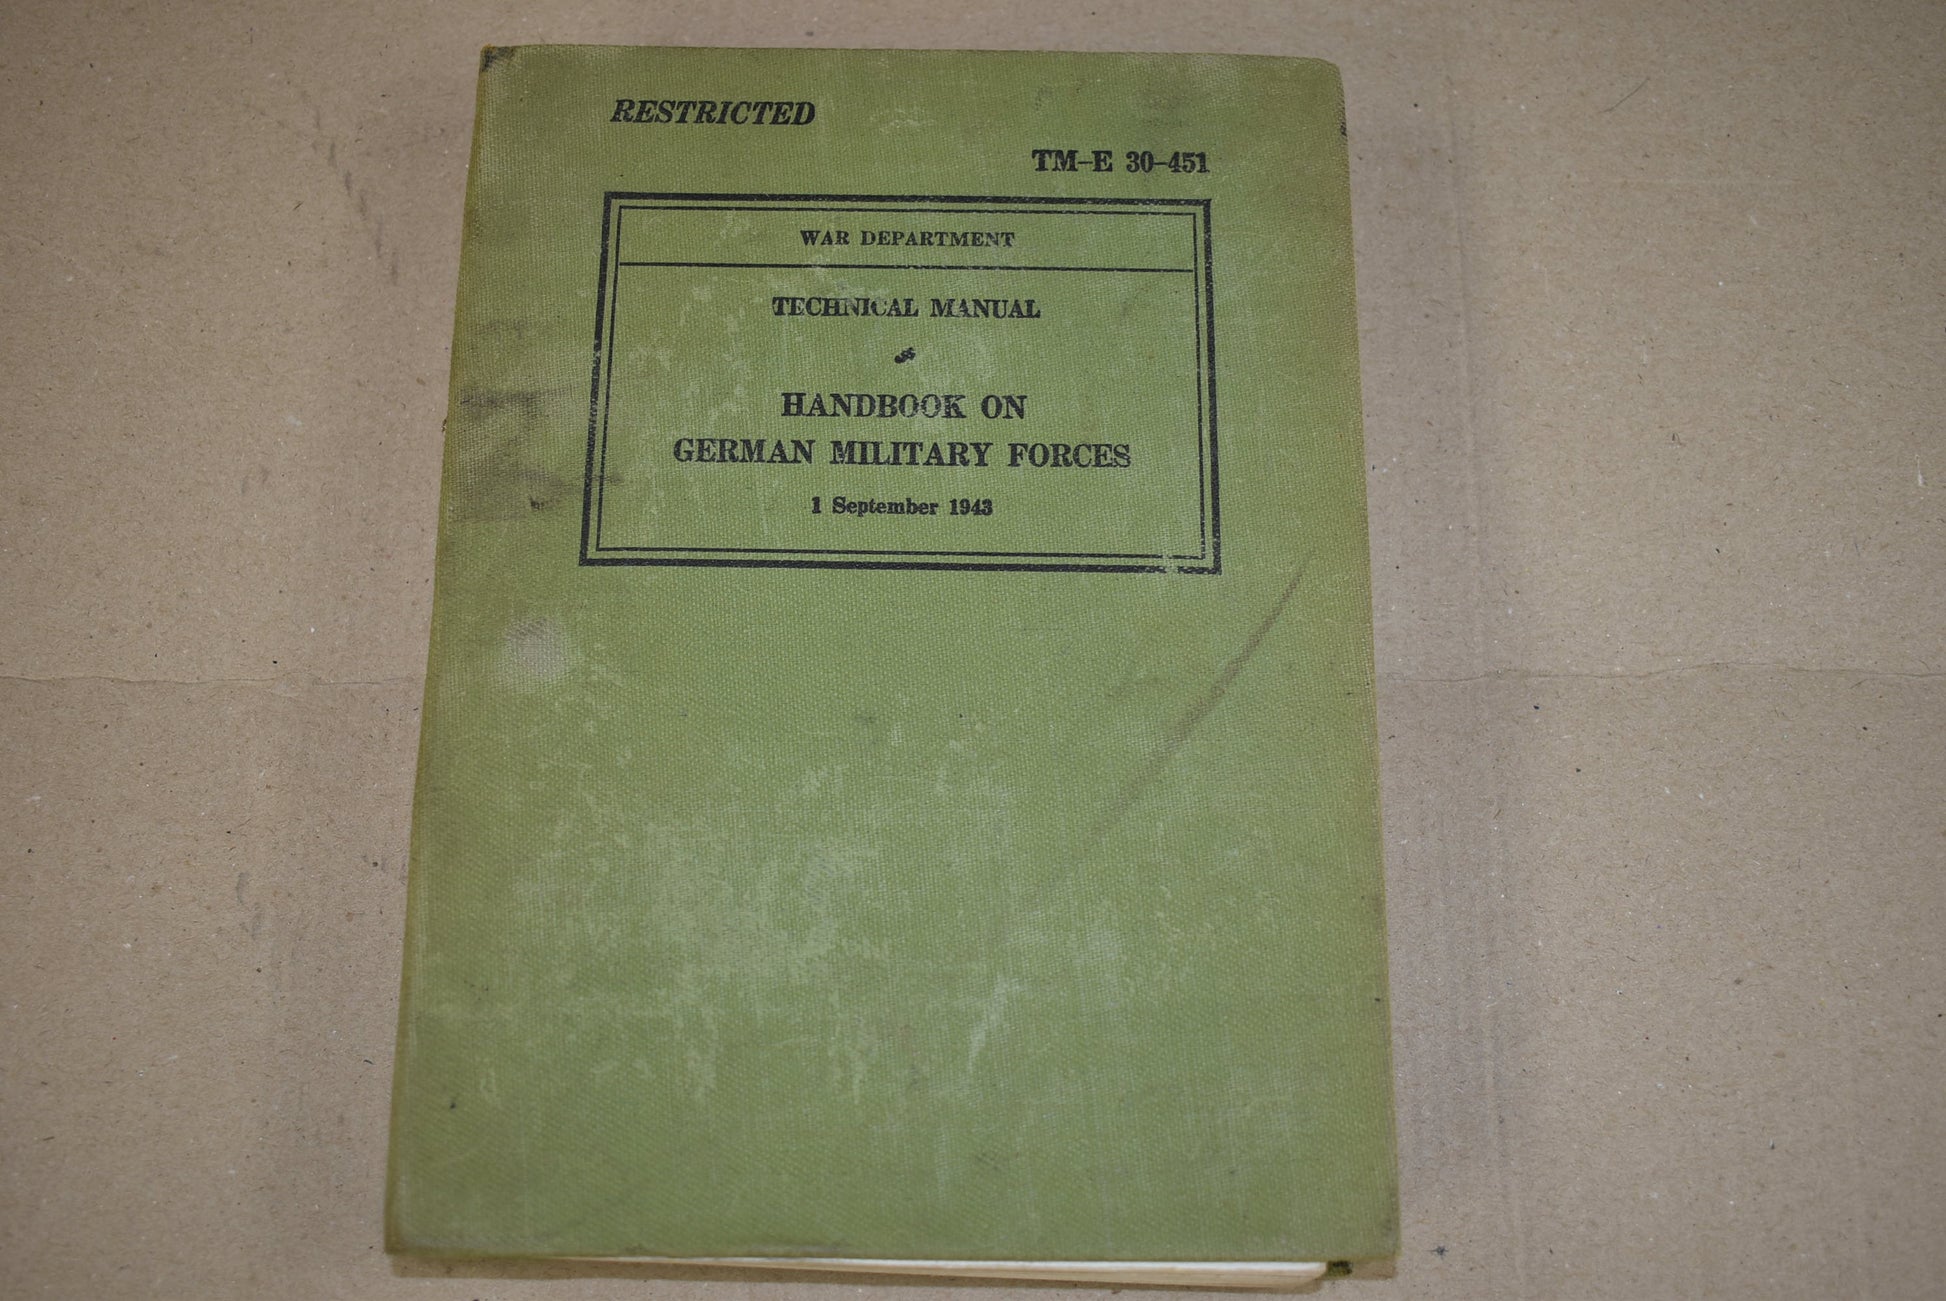 RESTRICTED
TM-E 30-451
WAR DEPARTMENT
TECHNICAL MANUAL
HANDBOOK ON
GERMAN MILITARY FORCES
1 September 1943